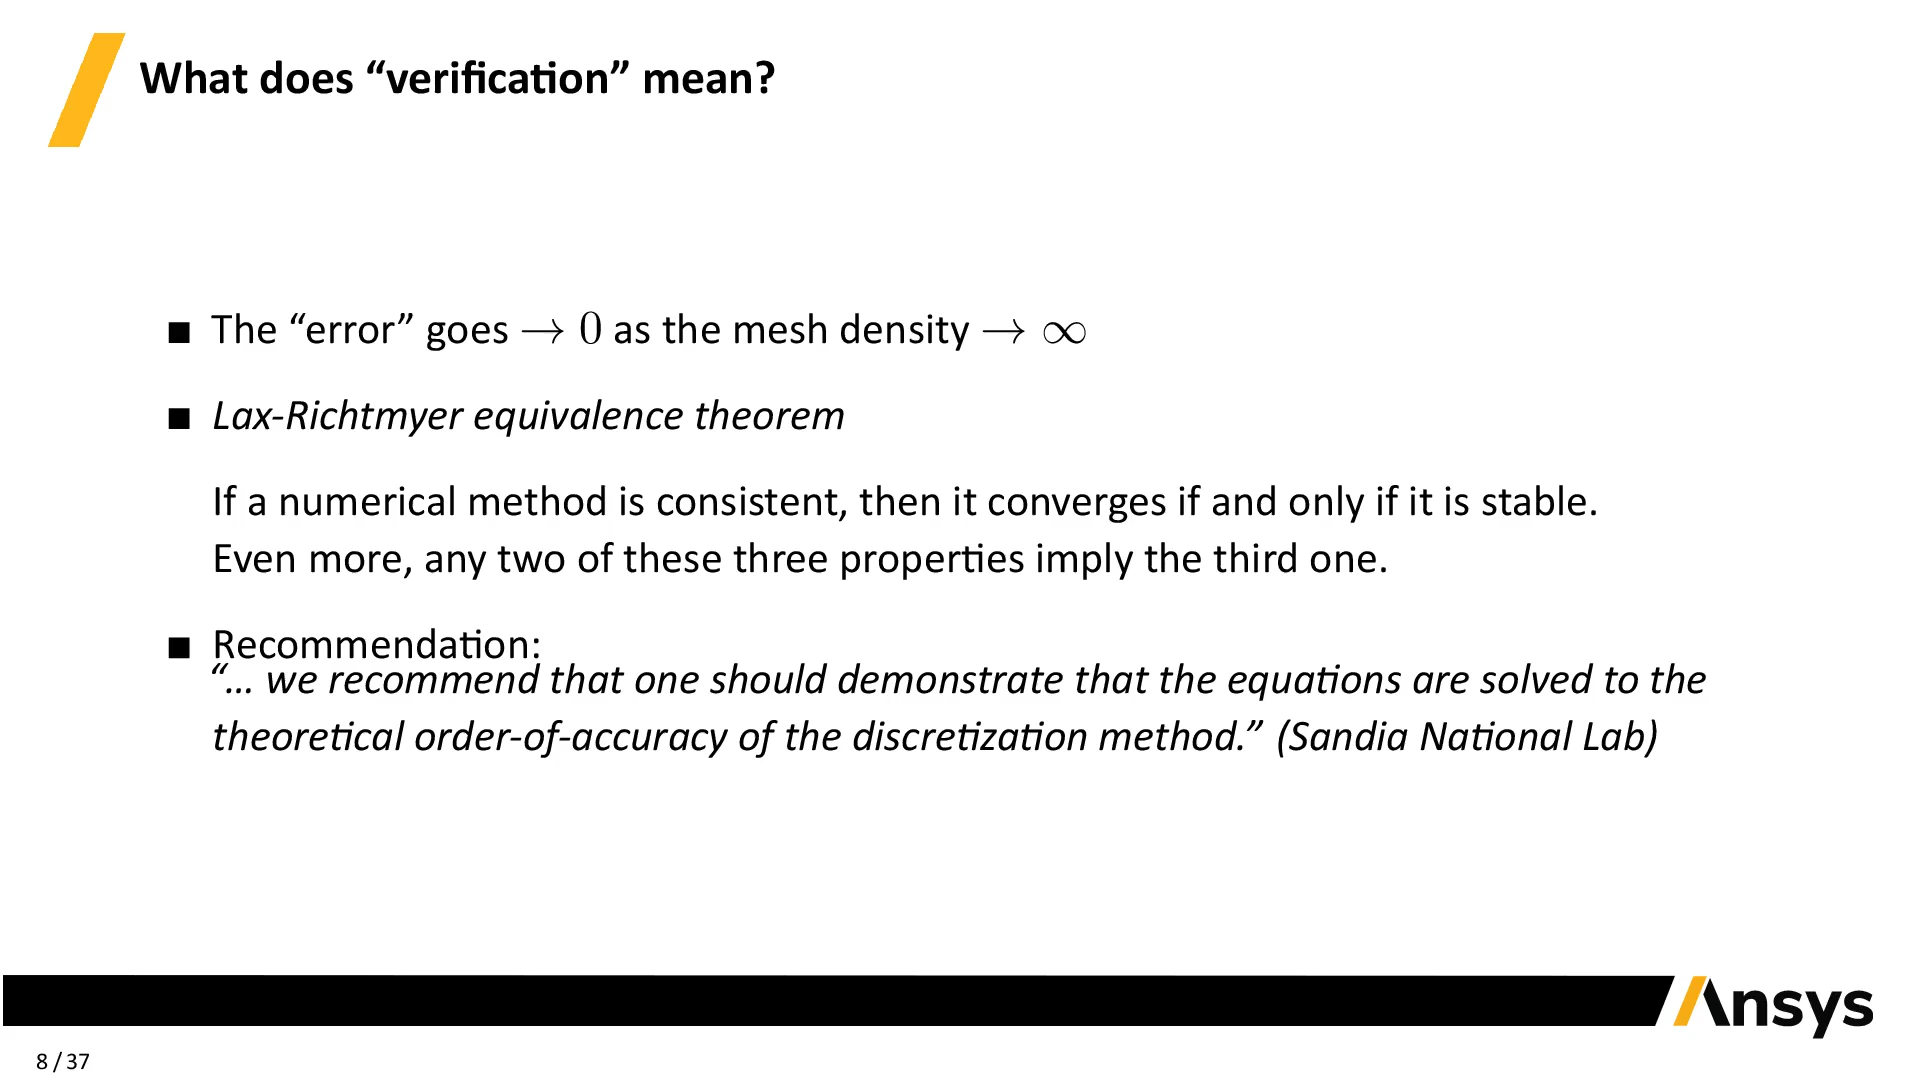 What does “verification” mean?
■ The “error” goes → 0 as the mesh density → ∞
■ Lax-Richtmyer equivalence theorem
If a numerical method is consistent, then it converges if and only if it is stable.
Even more, any two of these three properties imply the third one.
■ Recommendation:
“... we recommend that one should demonstrate that the equations are solved to the
theoretical order-of-accuracy of the discretization method.” (Sandia National Lab)
Ansys
8 / 37